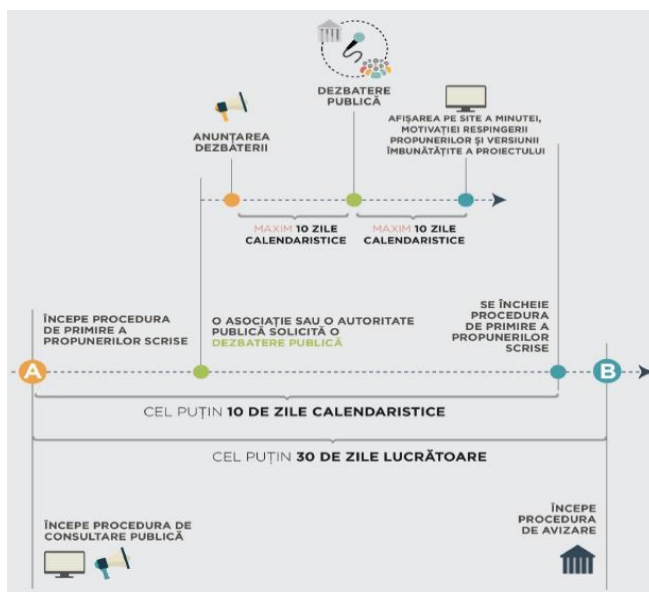 DEZBATERE
PUBLICĂ
ANUNȚAREA
DEZBATERII
AFIȘAREA PE SITE A MINUTEI,
MOTIVAȚIEI RESPINGERII
PROPUNERILOR ȘI VERSIUNII
ÎMBUNĂTĂȚITE A PROIECTULUI
MAXIM 10 ZILE
CALENDARISTICE
MAXIM 10 ZILE
CALENDARISTICE
ÎNCEPE PROCEDURA
DE PRIMIRE A
PROPUNERILOR SCRISE
O ASOCIAȚIE SAU O AUTORITATE
PUBLICĂ SOLICITĂ O
DEZBATERE PUBLICĂ
SE ÎNCHEIE
PROCEDURA
DE PRIMIRE A
PROPUNERILOR
SCRISE
A
B
CEL PUȚIN 10 DE ZILE CALENDARISTICE
CEL PUȚIN 30 DE ZILE LUCRĂTOARE
ÎNCEPE PROCEDURA DE
CONSULTARE PUBLICĂ
ÎNCEPE
PROCEDURA
DE AVIZARE